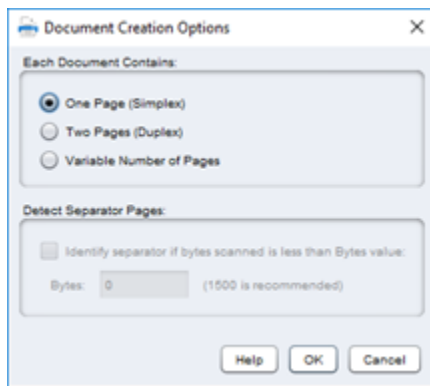 Document Creation Options
Each Document Contains:
One Page (Simplex)
Two Pages (Duplex)
Variable Number of Pages
Detect Separator Pages:
Identify separator if bytes scanned is less than Bytes value:
Bytes: 0 (1500 is recommended)
Help OK Cancel